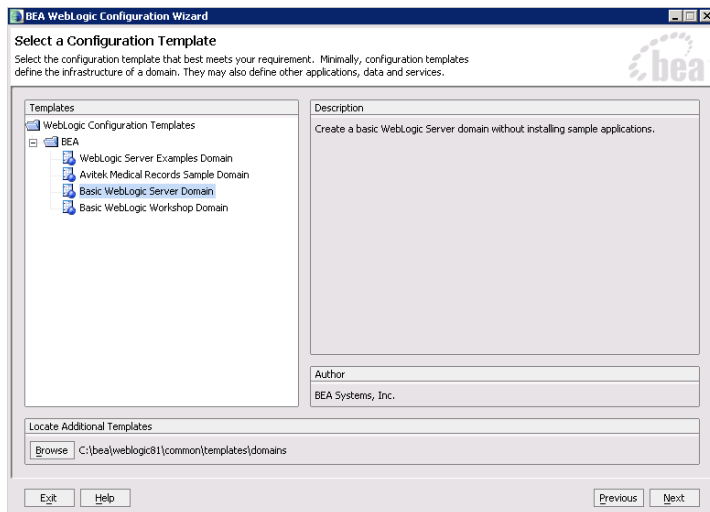 BEA WebLogic Configuration Wizard
Select a Configuration Template
Select the configuration template that best meets your requirement. Minimally, configuration templates
define the infrastructure of a domain. They may also define other applications, data and services.
bea
Templates
WebLogic Configuration Templates
BEA
WebLogic Server Examples Domain
Avitek Medical Records Sample Domain
Basic WebLogic Server Domain
Basic WebLogic Workshop Domain
Description
Create a basic WebLogic Server domain without installing sample applications.
Author
BEA Systems, Inc.
Locate Additional Templates
Browse C:\bea\weblogic81\common\templates\domains
Exit Help Previous Next